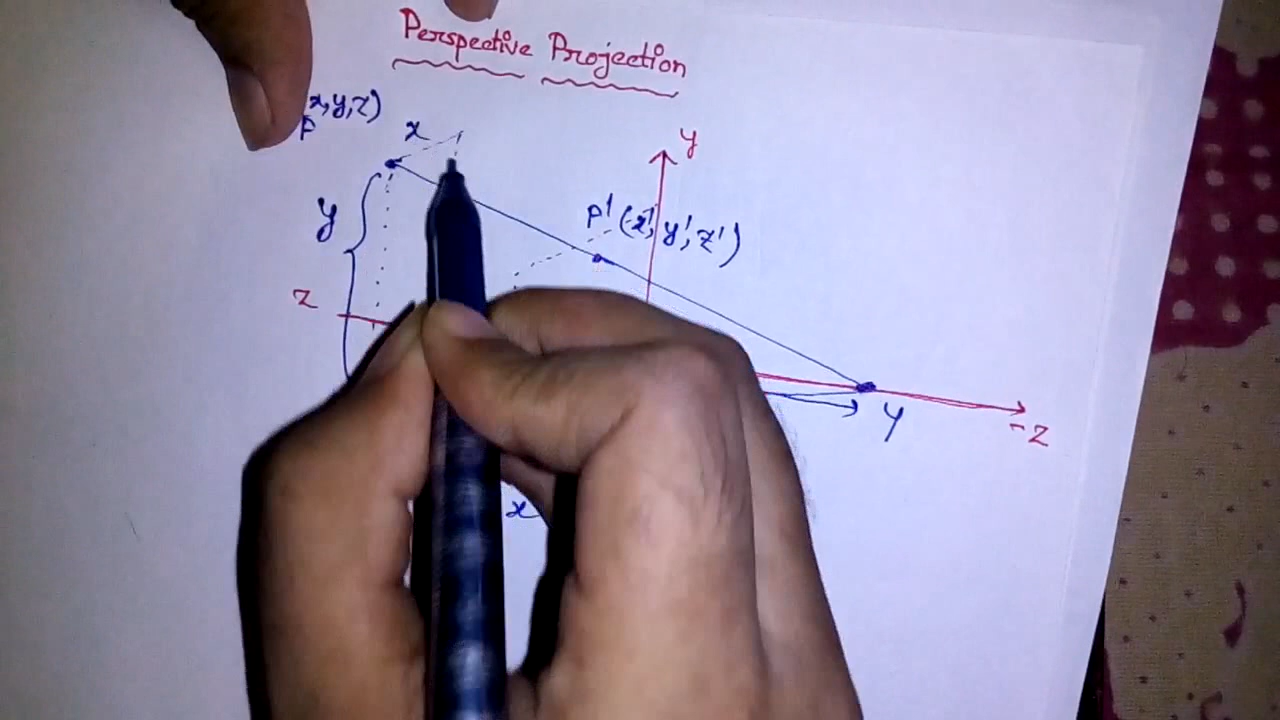 Perspective Projection
P(x,y,z)
x
y
y
P' (x', y', z')
z
y
-z
x